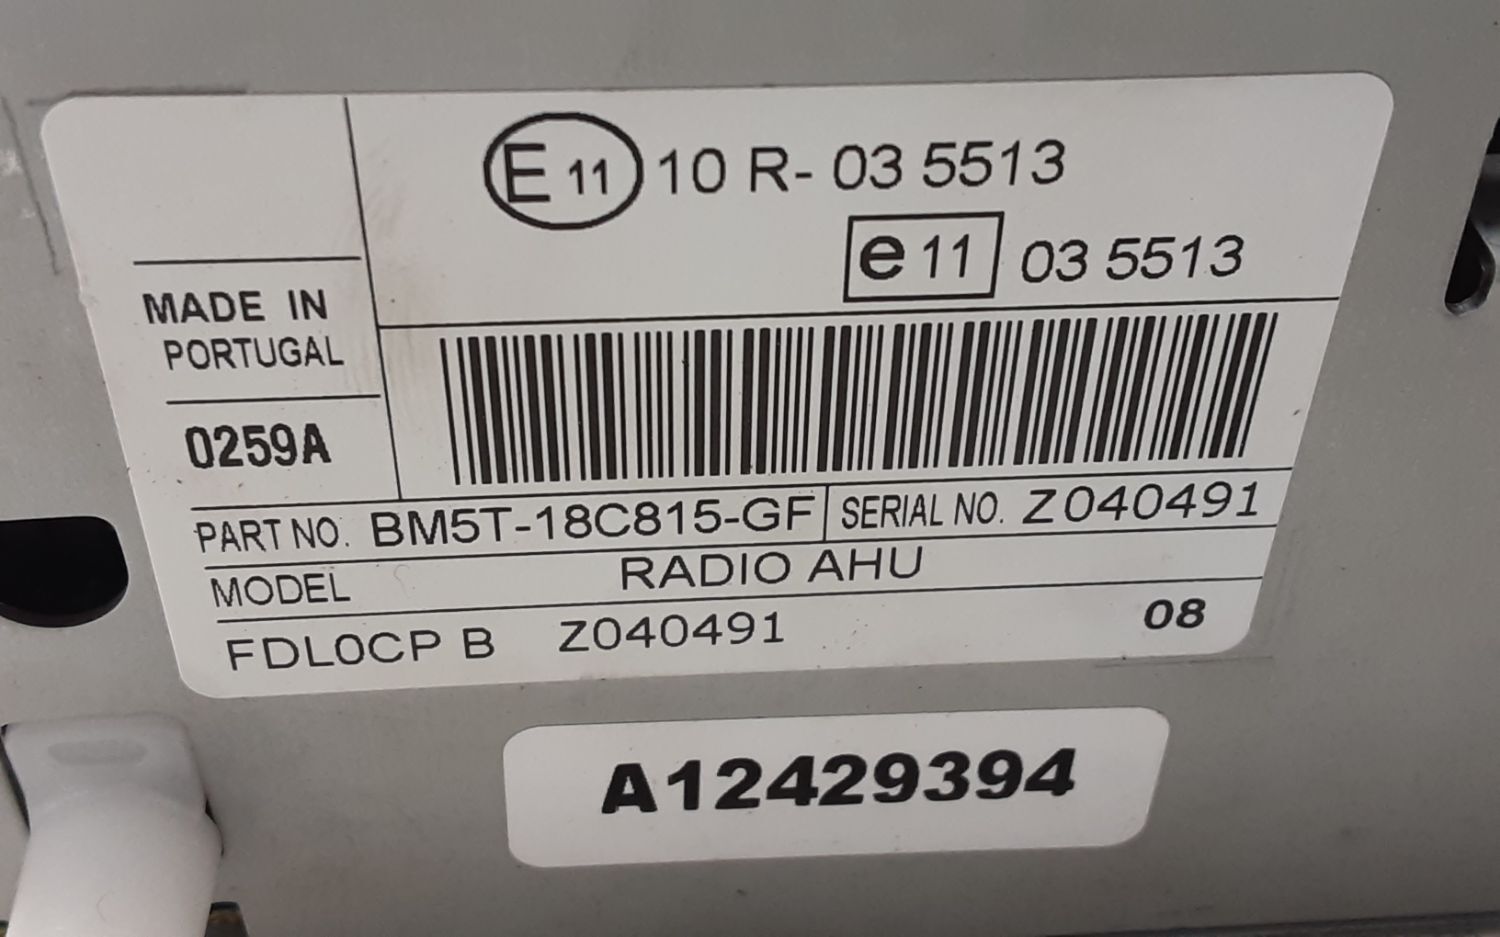 E 11 10 R- 03 5513
e 11 03 5513
MADE IN
PORTUGAL
0259A
PART NO. BM5T-18C815-GF SERIAL NO. Z040491
MODEL RADIO AHU
FDL0CP B Z040491 08
A12429394